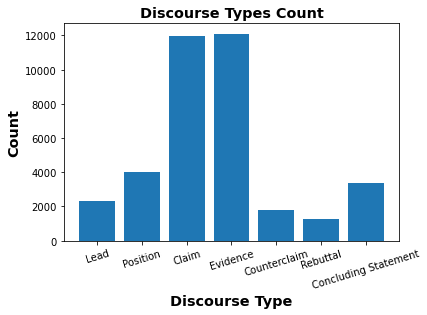 Discourse Types Count
12000
10000
8000
6000
4000
2000
0
Count
Lead
Position
Claim
Evidence
Counterclaim
Rebuttal
Concluding Statement
Discourse Type